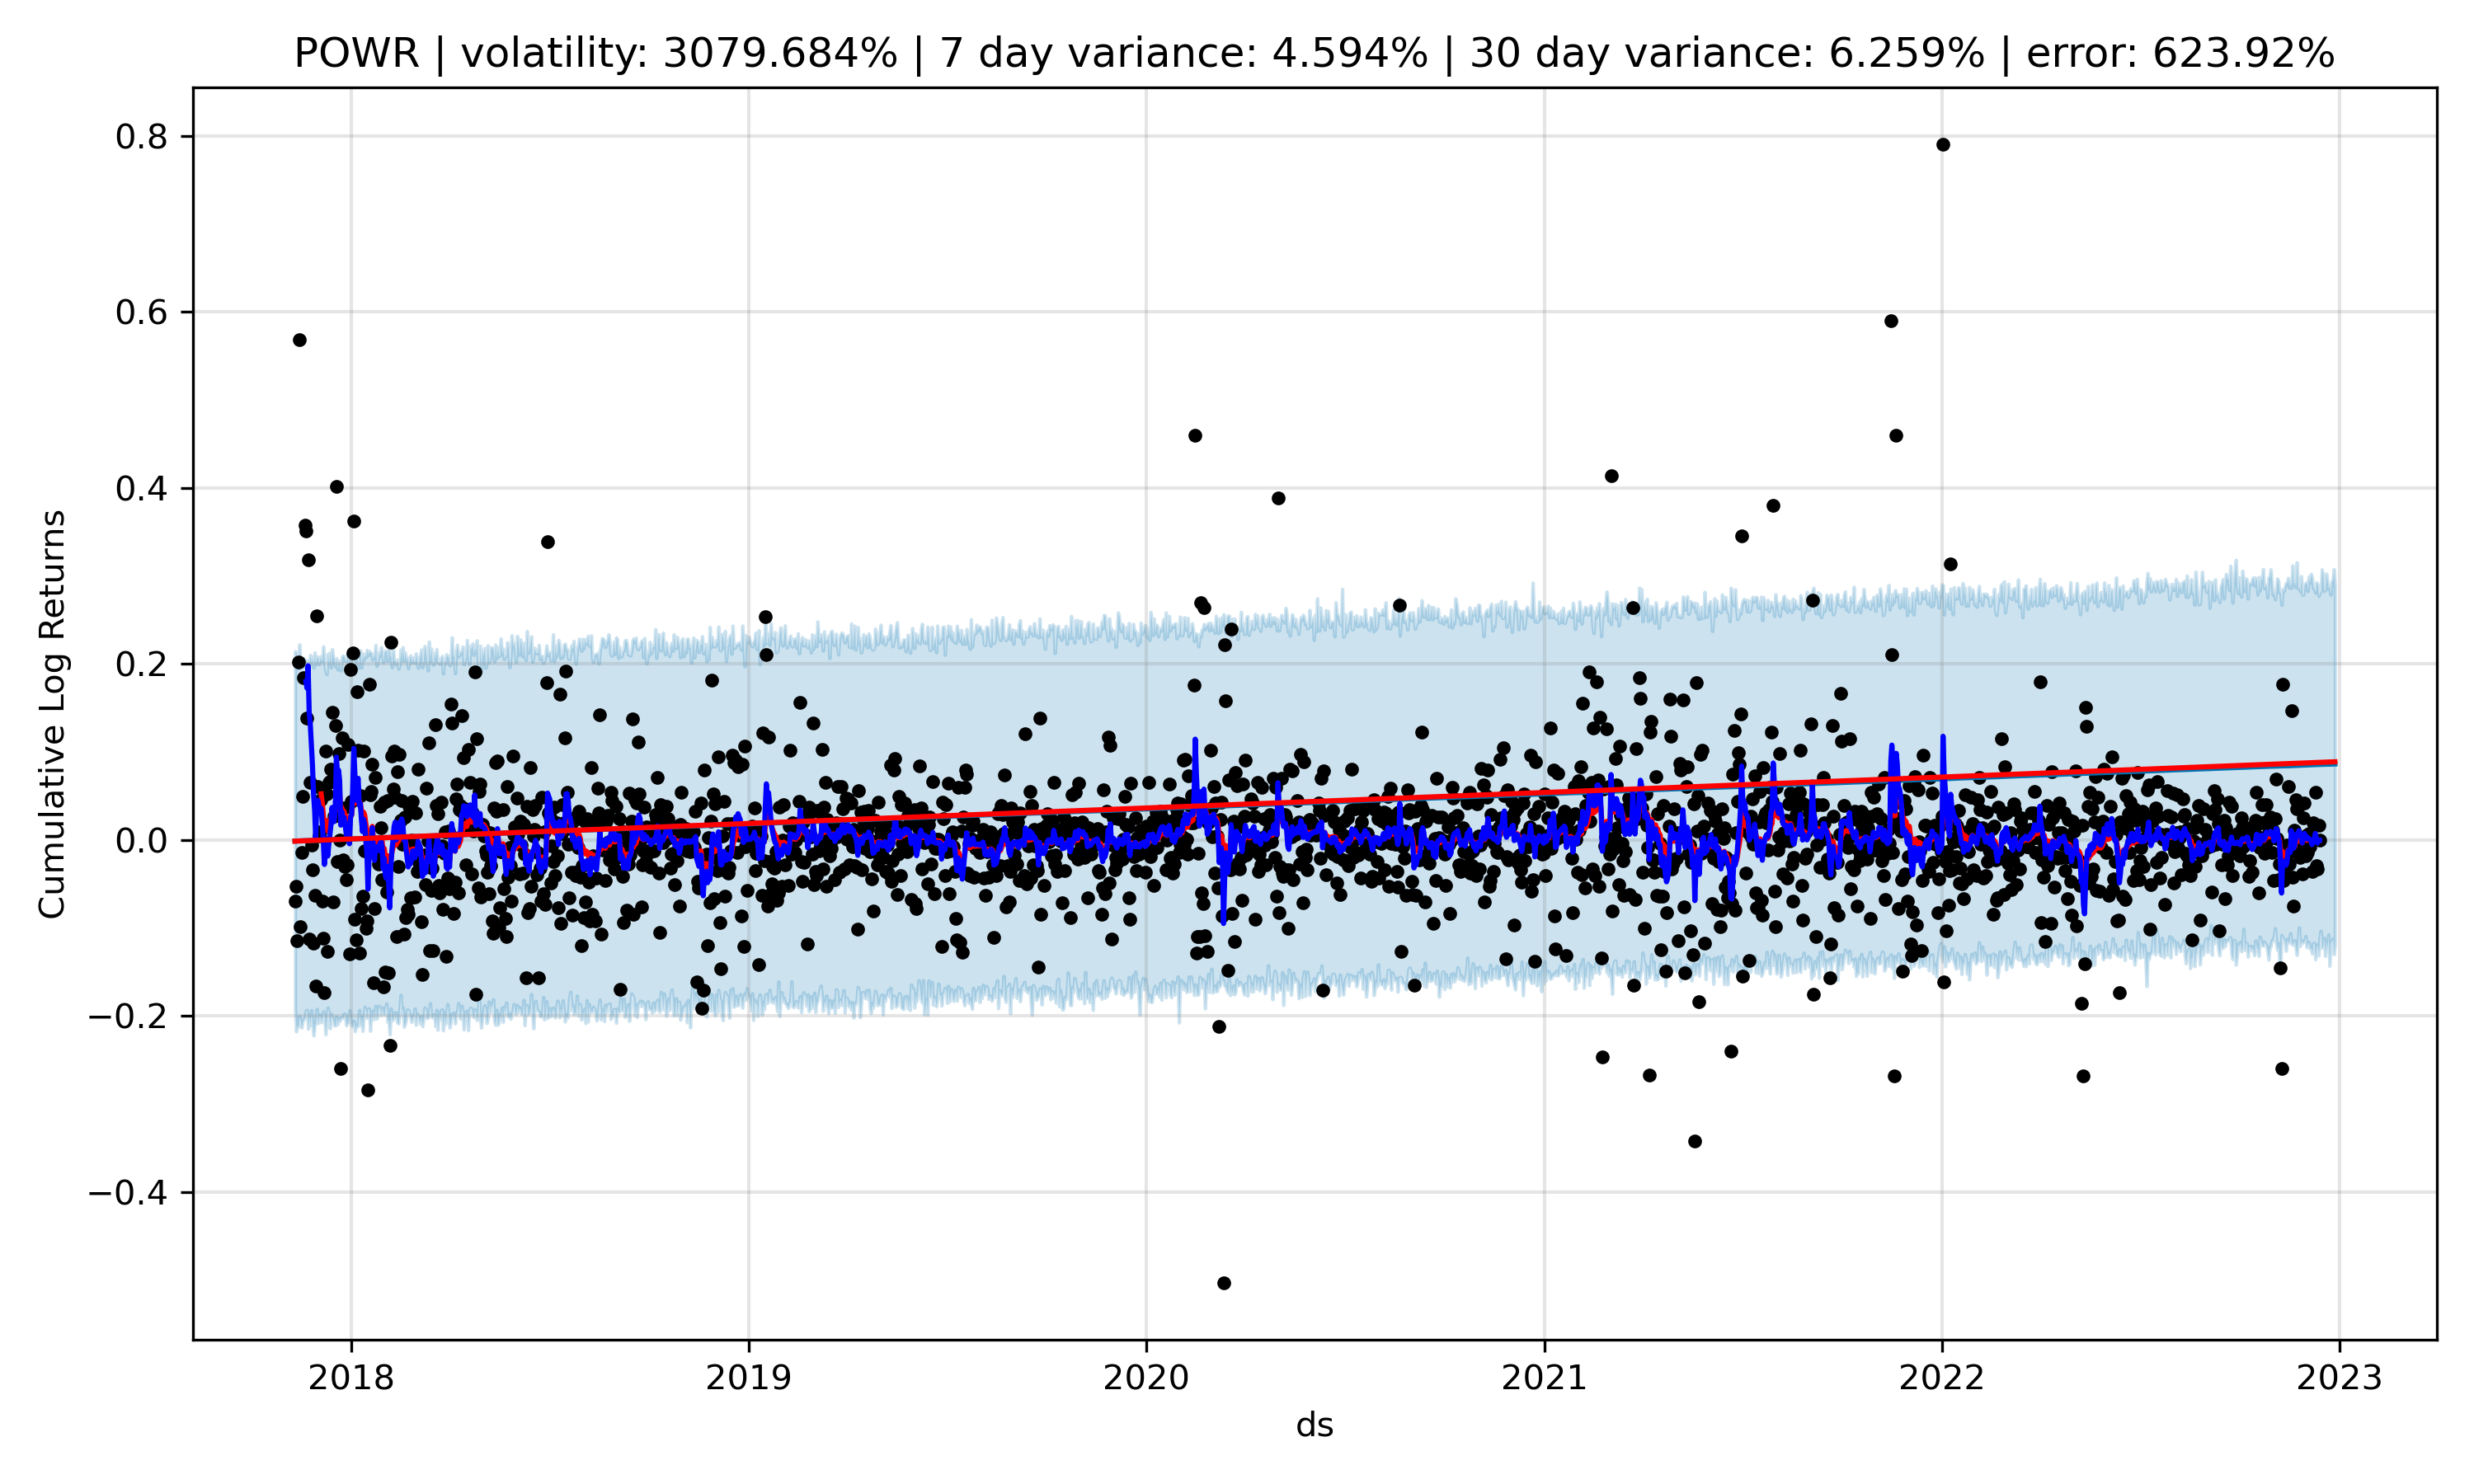 POWR | volatility: 3079.684% | 7 day variance: 4.594% | 30 day variance: 6.259% | error: 623.92%
0.8
0.6
0.4
0.2
0.0
−0.2
−0.4
Cumulative Log Returns
2018 2019 2020 2021 2022 2023
ds